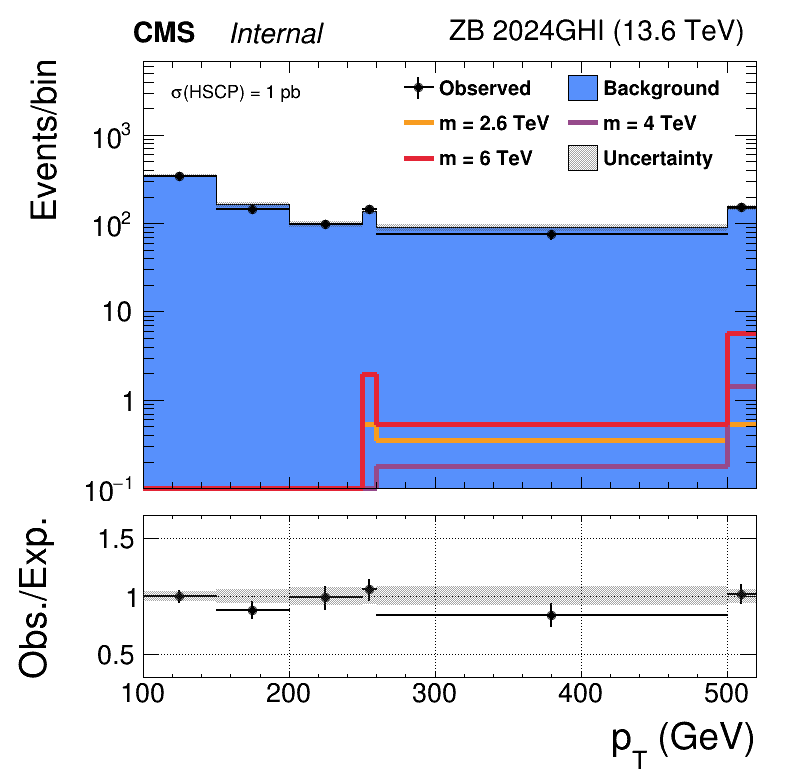 CMS Internal ZB 2024GHI (13.6 TeV)
Events/bin
σ(HSCP) = 1 pb
Observed Background
m = 2.6 TeV m = 4 TeV
m = 6 TeV Uncertainty
10³
10²
10
1
10⁻¹
Obs./Exp.
1.5
1
0.5
100 200 300 400 500
p_T (GeV)